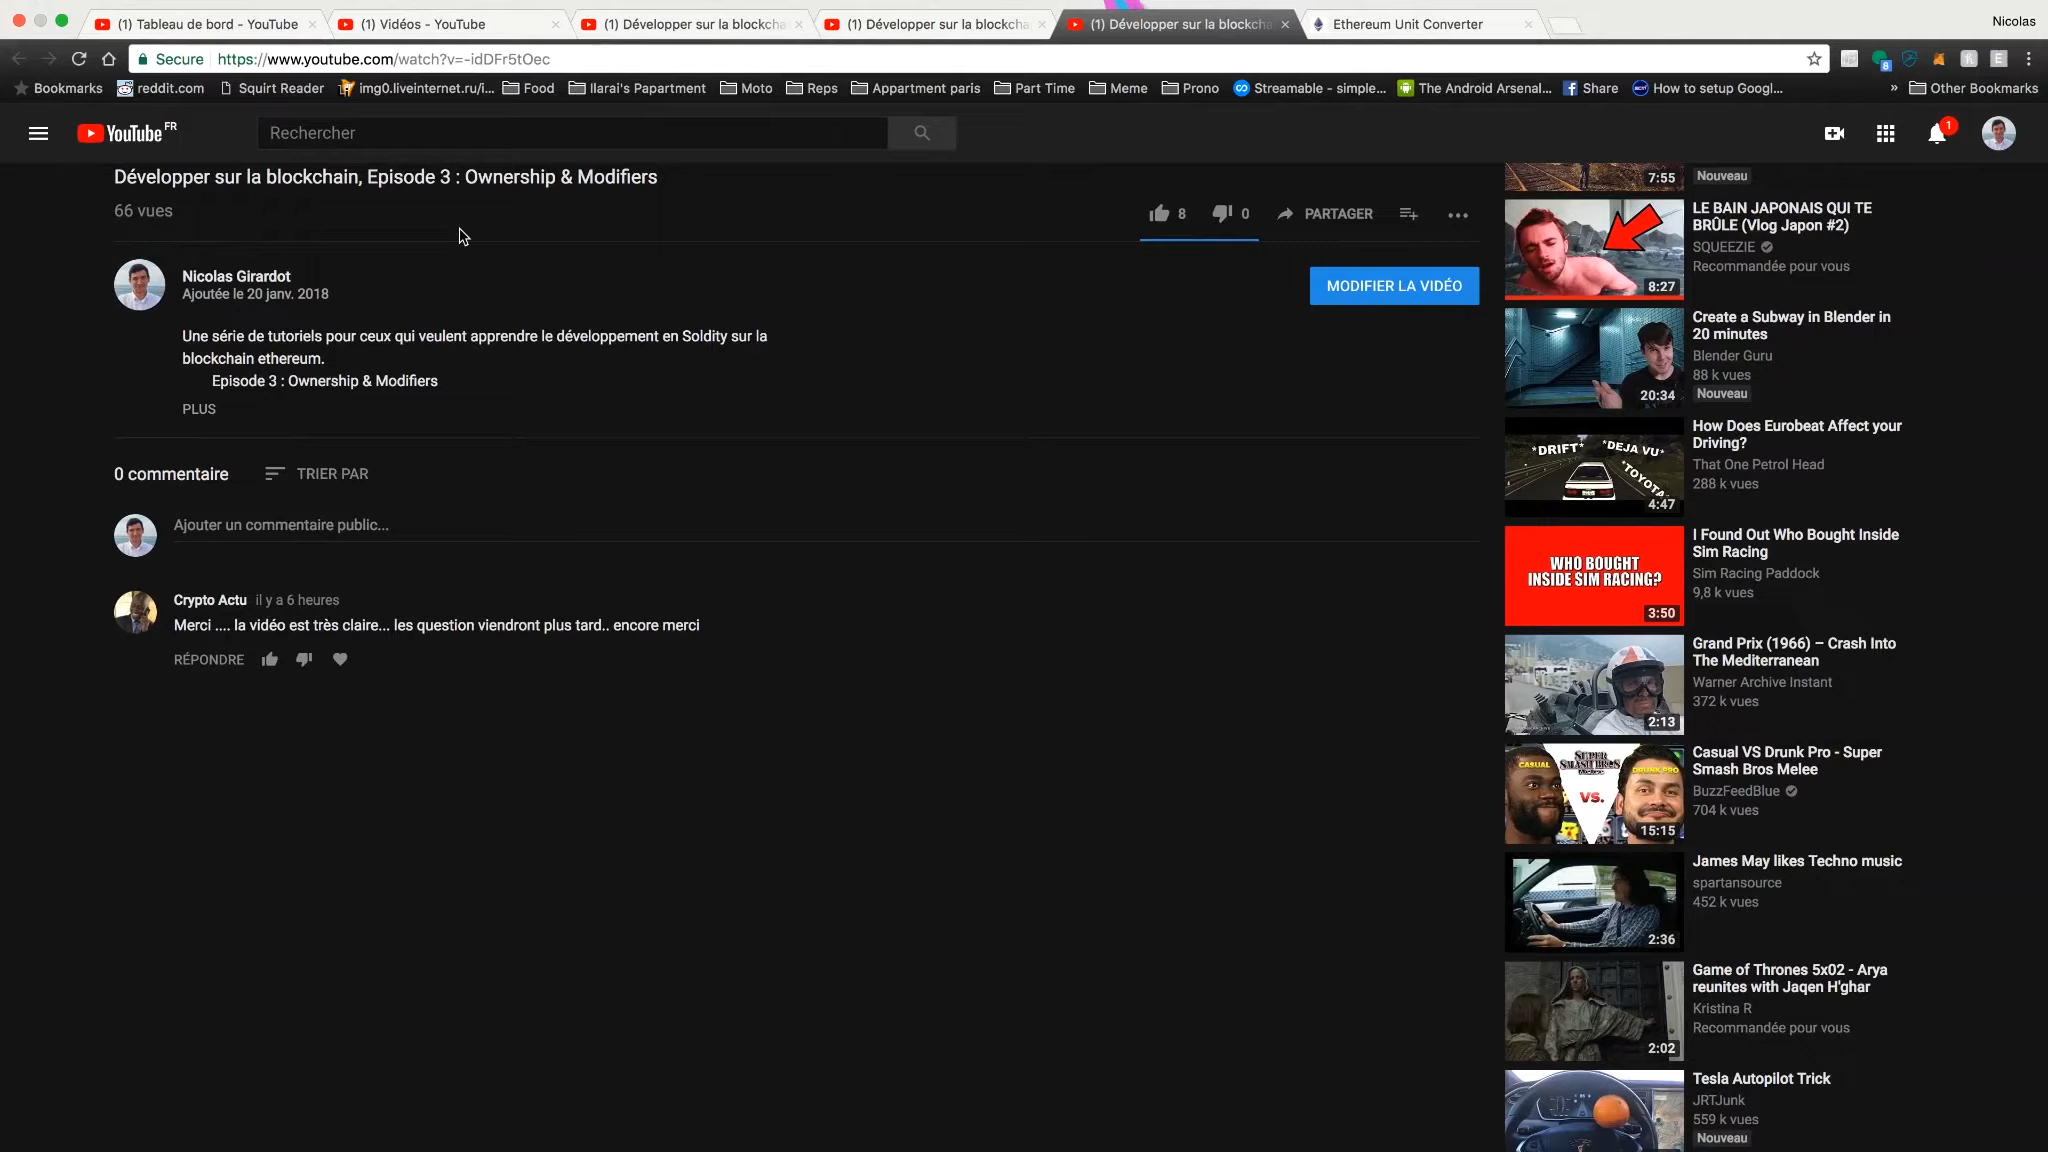 (1) Tableau de bord - YouTube
(1) Vidéos - YouTube
(1) Développer sur la blockcha
(1) Développer sur la blockcha
(1) Développer sur la blockcha
Ethereum Unit Converter
Nicolas
Secure
https://www.youtube.com/watch?v=-idDFr5tOec
8
E
Bookmarks
reddit.com
Squirt Reader
img0.liveinternet.ru/i...
Food
Ilarai's Papartment
Moto
Reps
Appartment paris
Part Time
Meme
Prono
Streamable - simple...
The Android Arsenal...
Share
How to setup Googl...
»
Other Bookmarks
YouTube FR
Rechercher
1
Développer sur la blockchain, Episode 3 : Ownership & Modifiers
66 vues
8
0
PARTAGER
Nicolas Girardot
Ajoutée le 20 janv. 2018
MODIFIER LA VIDÉO
Une série de tutoriels pour ceux qui veulent apprendre le développement en Soldity sur la
blockchain ethereum.
Episode 3 : Ownership & Modifiers
PLUS
0 commentaire
TRIER PAR
Ajouter un commentaire public...
Crypto Actu il y a 6 heures
Merci .... la vidéo est très claire... les question viendront plus tard.. encore merci
RÉPONDRE
7:55
Nouveau
LE BAIN JAPONAIS QUI TE
BRÛLE (Vlog Japon #2)
SQUEEZIE
Recommandée pour vous
8:27
Create a Subway in Blender in
20 minutes
Blender Guru
88 k vues
Nouveau
20:34
How Does Eurobeat Affect your
Driving?
That One Petrol Head
288 k vues
*DRIFT*
*DEJA VU*
*TOYOTA
4:47
I Found Out Who Bought Inside
Sim Racing
Sim Racing Paddock
9,8 k vues
WHO BOUGHT
INSIDE SIM RACING?
3:50
Grand Prix (1966) – Crash Into
The Mediterranean
Warner Archive Instant
372 k vues
2:13
Casual VS Drunk Pro - Super
Smash Bros Melee
BuzzFeedBlue
704 k vues
CASUAL
SUPER
SMASH BROS
VS.
DRUNK PRO
15:15
James May likes Techno music
spartansource
452 k vues
2:36
Game of Thrones 5x02 - Arya
reunites with Jaqen H'ghar
Kristina R
Recommandée pour vous
2:02
Tesla Autopilot Trick
JRTJunk
559 k vues
Nouveau